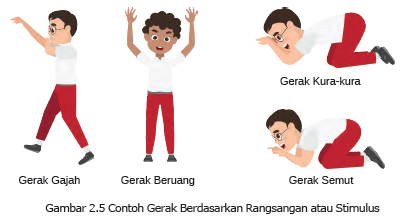 Gerak Kura-kura
Gerak Gajah
Gerak Beruang
Gerak Semut
Gambar 2.5 Contoh Gerak Berdasarkan Rangsangan atau Stimulus